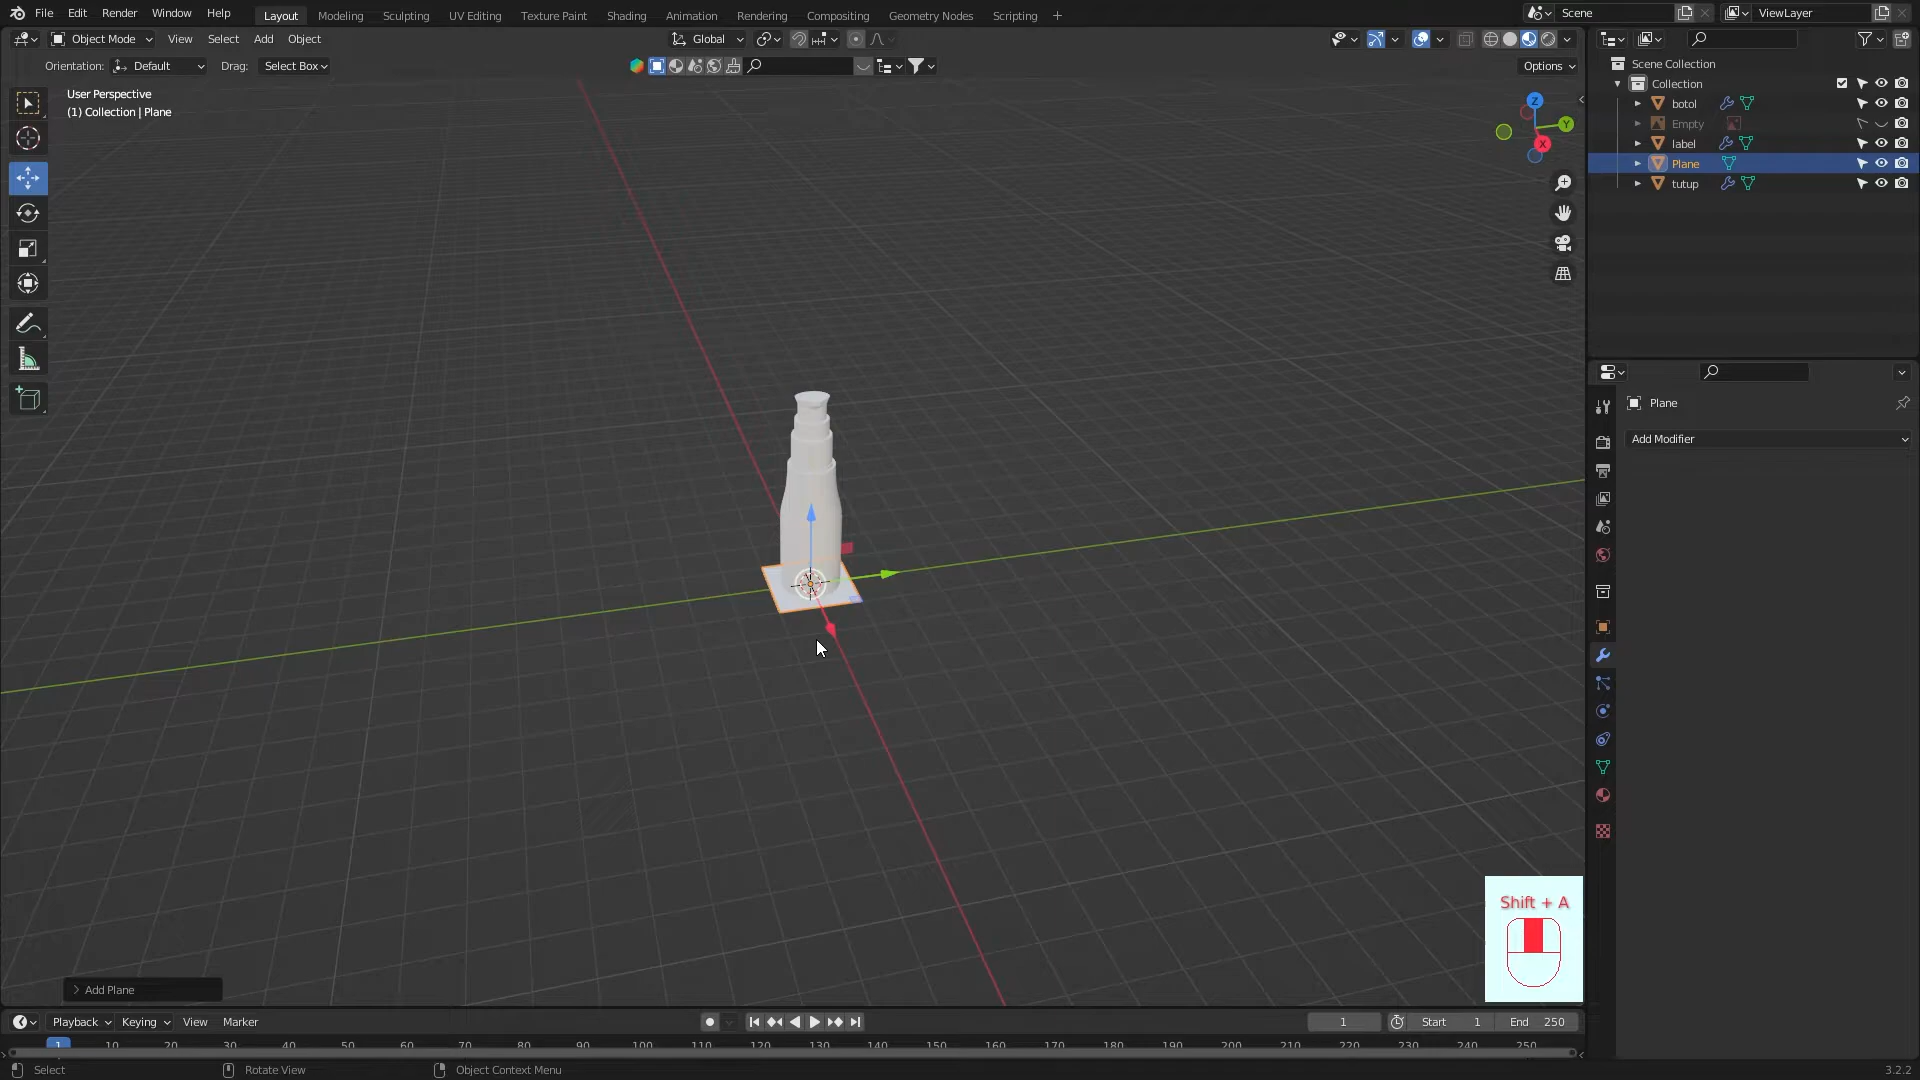 File Edit Render Window Help Layout Modeling Sculpting UV Editing Texture Paint Shading Animation Rendering Compositing Geometry Nodes Scripting + Scene ViewLayer
Object Mode View Select Add Object Global
Orientation: Default Drag: Select Box Options
User Perspective
(1) Collection | Plane
Z
Y
X
Scene Collection
Collection
botol
Empty
label
Plane
tutup
Plane
Add Modifier
Shift + A
> Add Plane
Playback Keying View Marker 1 Start 1 End 250
1 10 20 30 40 50 60 70 80 90 100 110 120 130 140 150 160 170 180 190 200 210 220 230 240 250
Select Rotate View Object Context Menu 3.2.2